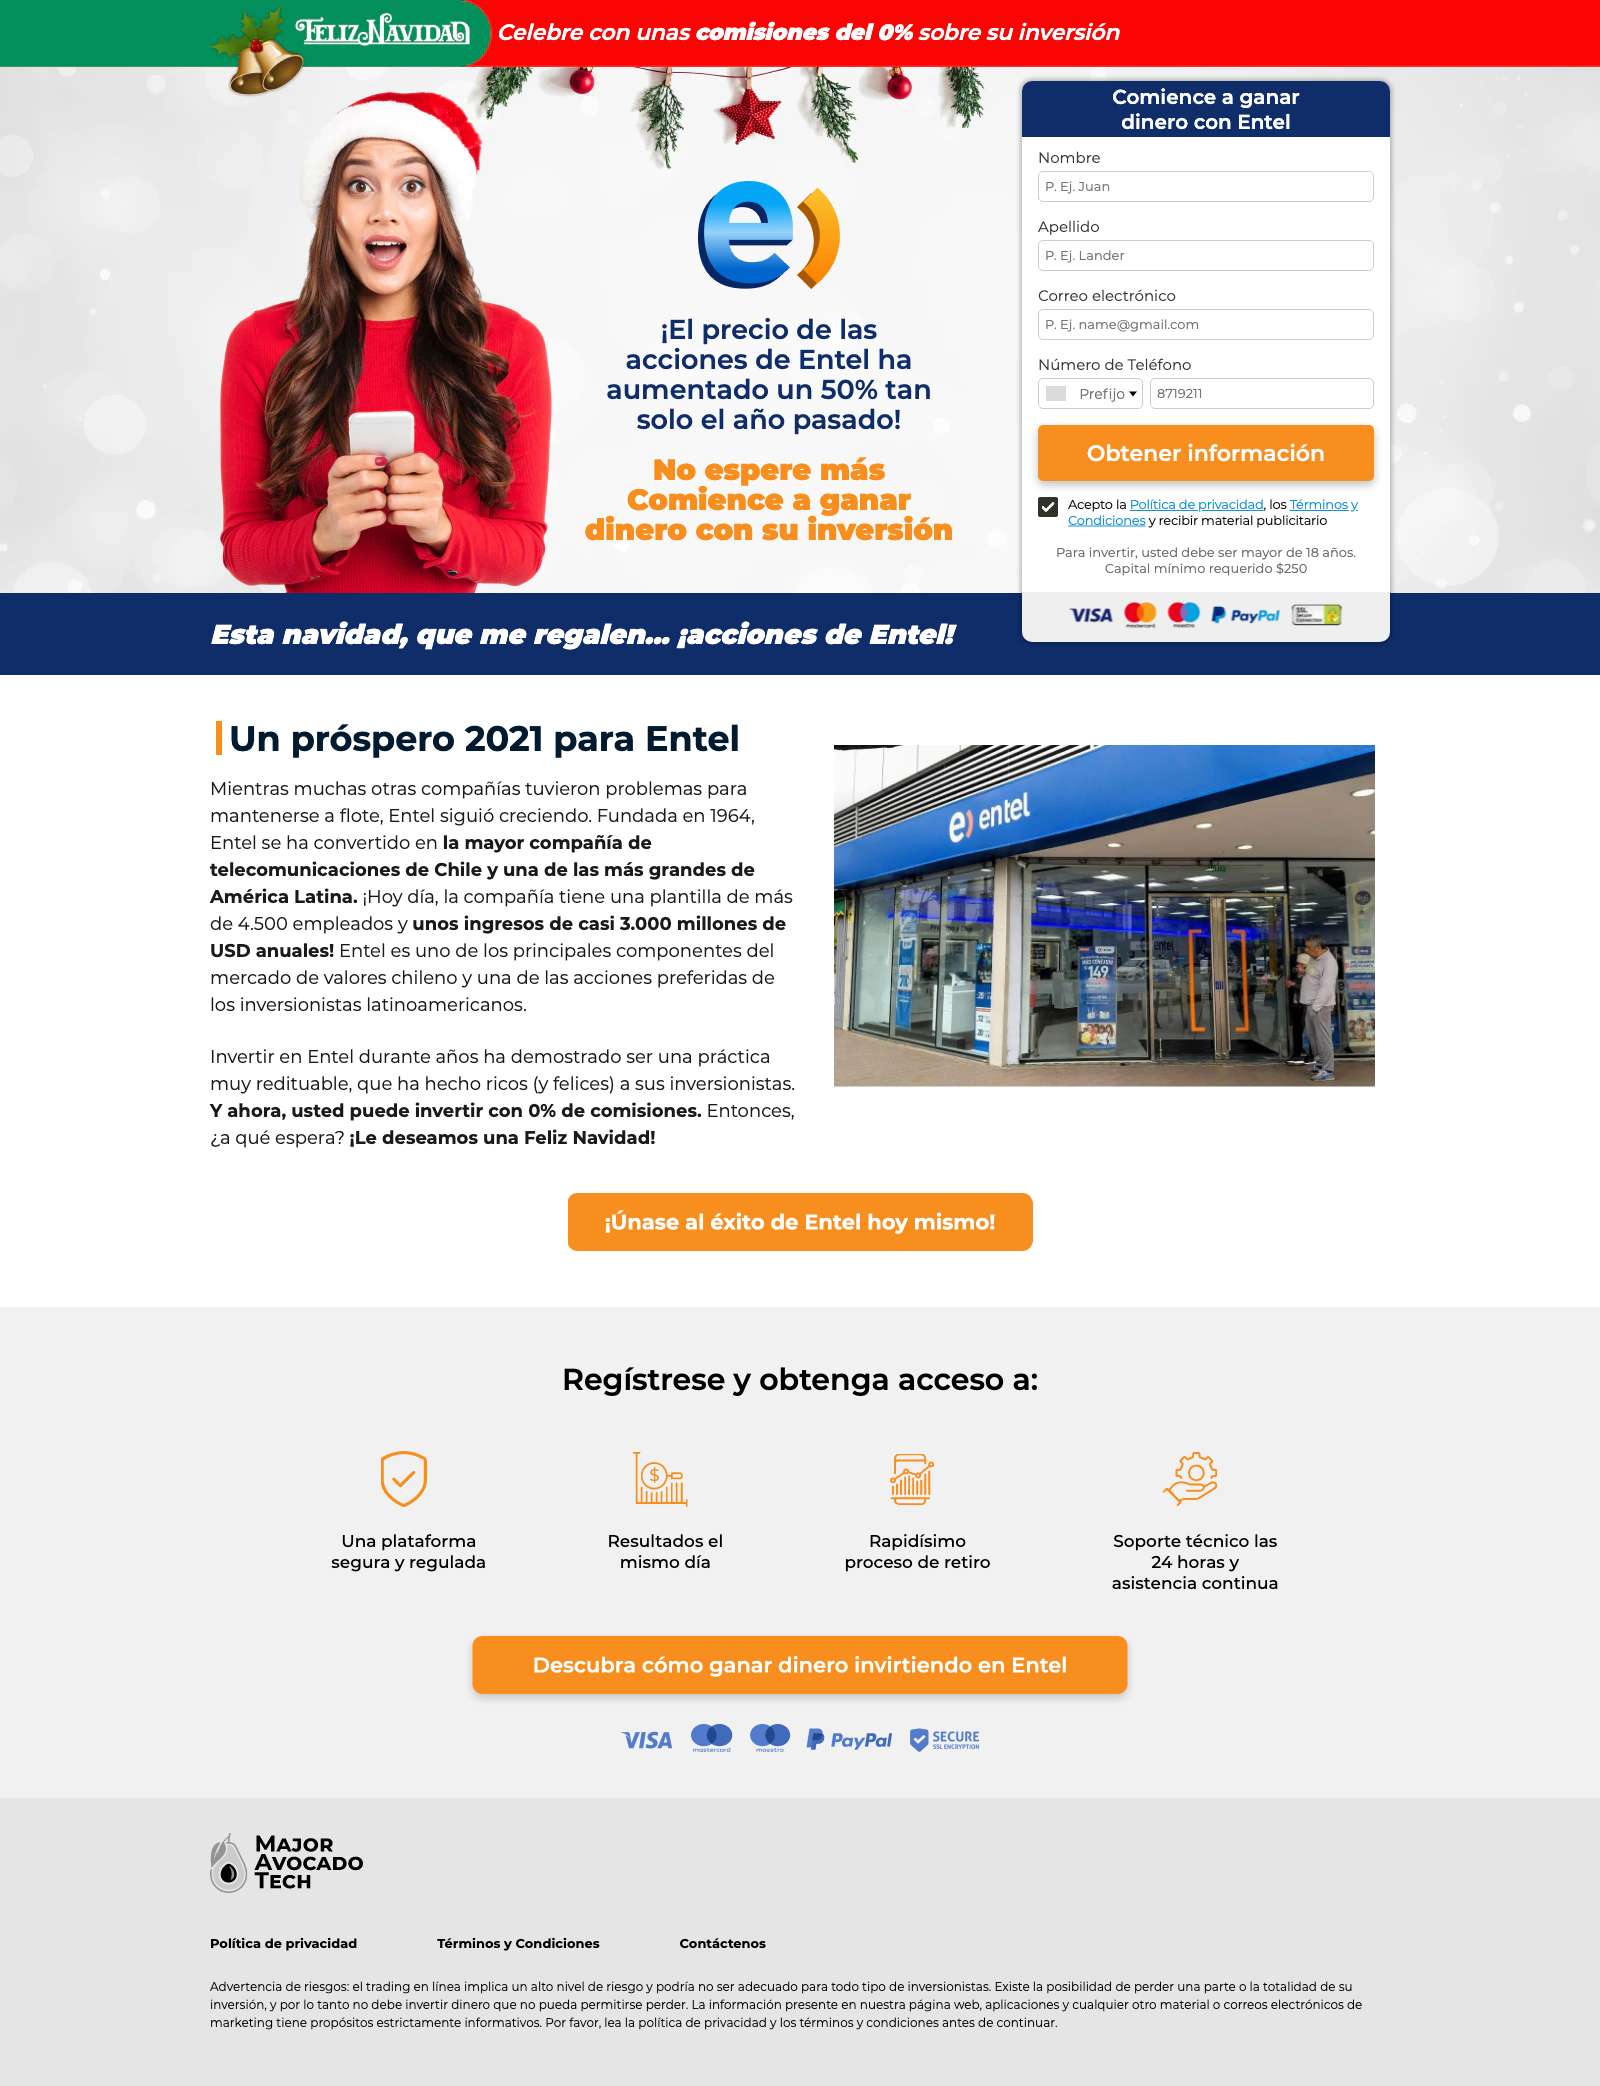 FELIZ NAVIDAD
Celebre con unas comisiones del 0% sobre su inversión
e)
¡El precio de las
acciones de Entel ha
aumentado un 50% tan
solo el año pasado!
No espere más
Comience a ganar
dinero con su inversión
Comience a ganar
dinero con Entel
Nombre
P. Ej. Juan
Apellido
P. Ej. Lander
Correo electrónico
P. Ej. name@gmail.com
Número de Teléfono
Prefijo 8719211
Obtener información
Acepto la Política de privacidad, los Términos y
Condiciones y recibir material publicitario
Para invertir, usted debe ser mayor de 18 años.
Capital mínimo requerido $250
VISA mastercard maestro PayPal SSL Secure Connection
Esta navidad, que me regalen... ¡acciones de Entel!
Un próspero 2021 para Entel
Mientras muchas otras compañías tuvieron problemas para
mantenerse a flote, Entel siguió creciendo. Fundada en 1964,
Entel se ha convertido en la mayor compañía de
telecomunicaciones de Chile y una de las más grandes de
América Latina. ¡Hoy día, la compañía tiene una plantilla de más
de 4.500 empleados y unos ingresos de casi 3.000 millones de
USD anuales! Entel es uno de los principales componentes del
mercado de valores chileno y una de las acciones preferidas de
los inversionistas latinoamericanos.
Invertir en Entel durante años ha demostrado ser una práctica
muy redituable, que ha hecho ricos (y felices) a sus inversionistas.
Y ahora, usted puede invertir con 0% de comisiones. Entonces,
¿a qué espera? ¡Le deseamos una Feliz Navidad!
e) entel
entel
149
¡Únase al éxito de Entel hoy mismo!
Regístrese y obtenga acceso a:
Una plataforma
segura y regulada
Resultados el
mismo día
Rapidísimo
proceso de retiro
Soporte técnico las
24 horas y
asistencia continua
Descubra cómo ganar dinero invirtiendo en Entel
VISA mastercard maestro PayPal SECURE
SSL ENCRYPTION
MAJOR
AVOCADO
TECH
Política de privacidad Términos y Condiciones Contáctenos
Advertencia de riesgos: el trading en línea implica un alto nivel de riesgo y podría no ser adecuado para todo tipo de inversionistas. Existe la posibilidad de perder una parte o la totalidad de su
inversión, y por lo tanto no debe invertir dinero que no pueda permitirse perder. La información presente en nuestra página web, aplicaciones y cualquier otro material o correos electrónicos de
marketing tiene propósitos estrictamente informativos. Por favor, lea la política de privacidad y los términos y condiciones antes de continuar.